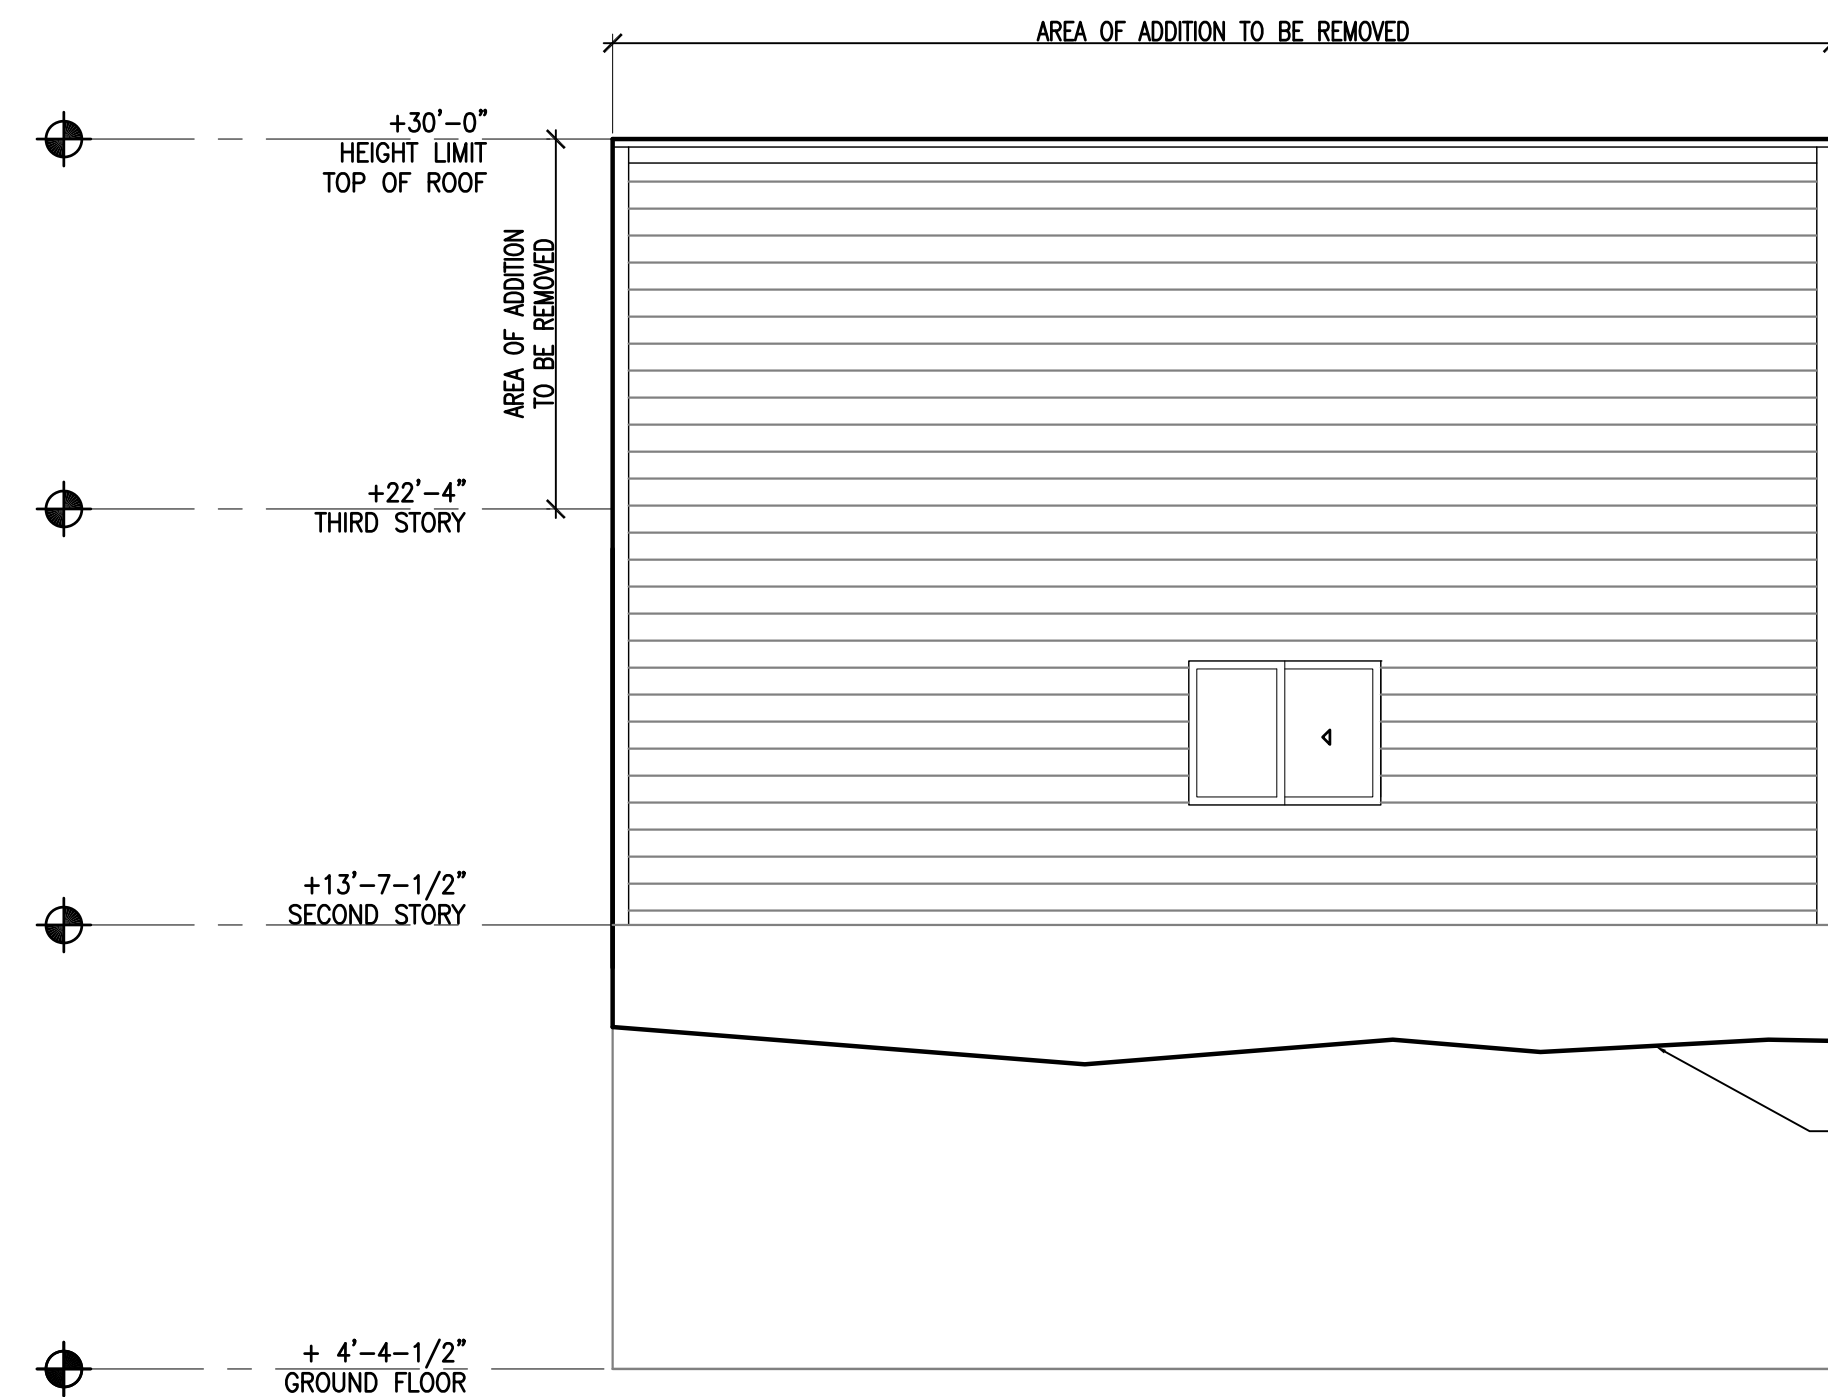 AREA OF ADDITION TO BE REMOVED
+30'-0"
HEIGHT LIMIT
TOP OF ROOF
AREA OF ADDITION
TO BE REMOVED
+22'-4"
THIRD STORY
+13'-7-1/2"
SECOND STORY
+ 4'-4-1/2"
GROUND FLOOR